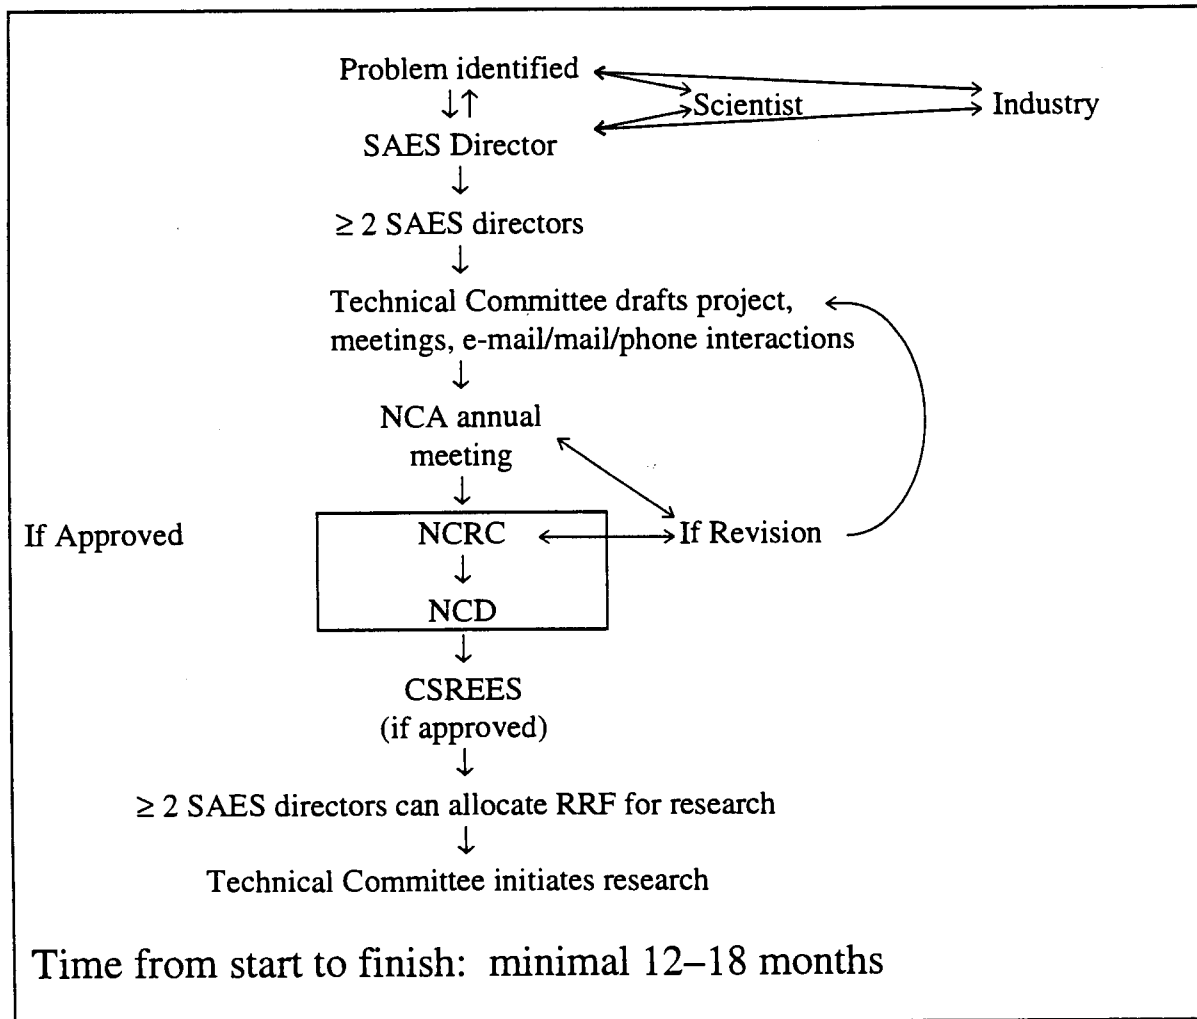 Problem identified
Scientist
Industry
↓↑
SAES Director
↓
≥ 2 SAES directors
↓
Technical Committee drafts project,
meetings, e-mail/mail/phone interactions
↓
NCA annual
meeting
↓
If Approved
NCRC
If Revision
↓
NCD
↓
CSREES
(if approved)
↓
≥ 2 SAES directors can allocate RRF for research
↓
Technical Committee initiates research
Time from start to finish: minimal 12–18 months